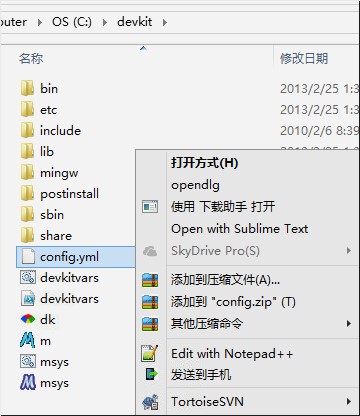 outer ▸ OS (C:) ▸ devkit ▸
名称 修改日期
bin 2013/2/25 1:3
etc 2013/2/25 1:3
include 2010/2/6 8:39
lib
mingw
postinstall
sbin
share
config.yml
devkitvars
devkitvars
dk
m
msys
msys
打开方式(H)
opendlg
使用 下载助手 打开
Open with Sublime Text
SkyDrive Pro(S)
添加到压缩文件(A)...
添加到 "config.zip" (T)
其他压缩命令
Edit with Notepad++
发送到手机
TortoiseSVN